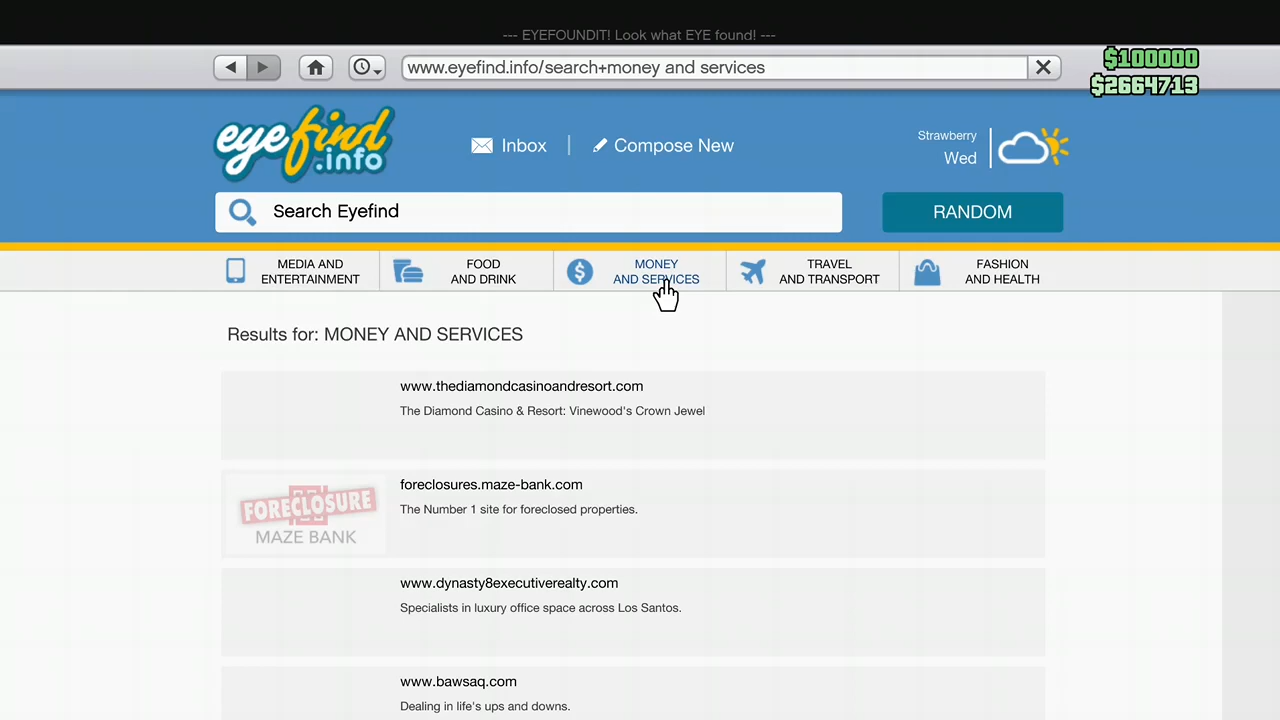 --- EYEFOUNDIT! Look what EYE found! ---
www.eyefind.info/search+money and services
$100000
$2664713
eyefind
.info
Inbox
Compose New
Strawberry
Wed
Search Eyefind
RANDOM
MEDIA AND
ENTERTAINMENT
FOOD
AND DRINK
MONEY
AND SERVICES
TRAVEL
AND TRANSPORT
FASHION
AND HEALTH
Results for: MONEY AND SERVICES
www.thediamondcasinoandresort.com
The Diamond Casino & Resort: Vinewood's Crown Jewel
FORECLOSURE
MAZE BANK
foreclosures.maze-bank.com
The Number 1 site for foreclosed properties.
www.dynasty8executiverealty.com
Specialists in luxury office space across Los Santos.
www.bawsaq.com
Dealing in life's ups and downs.